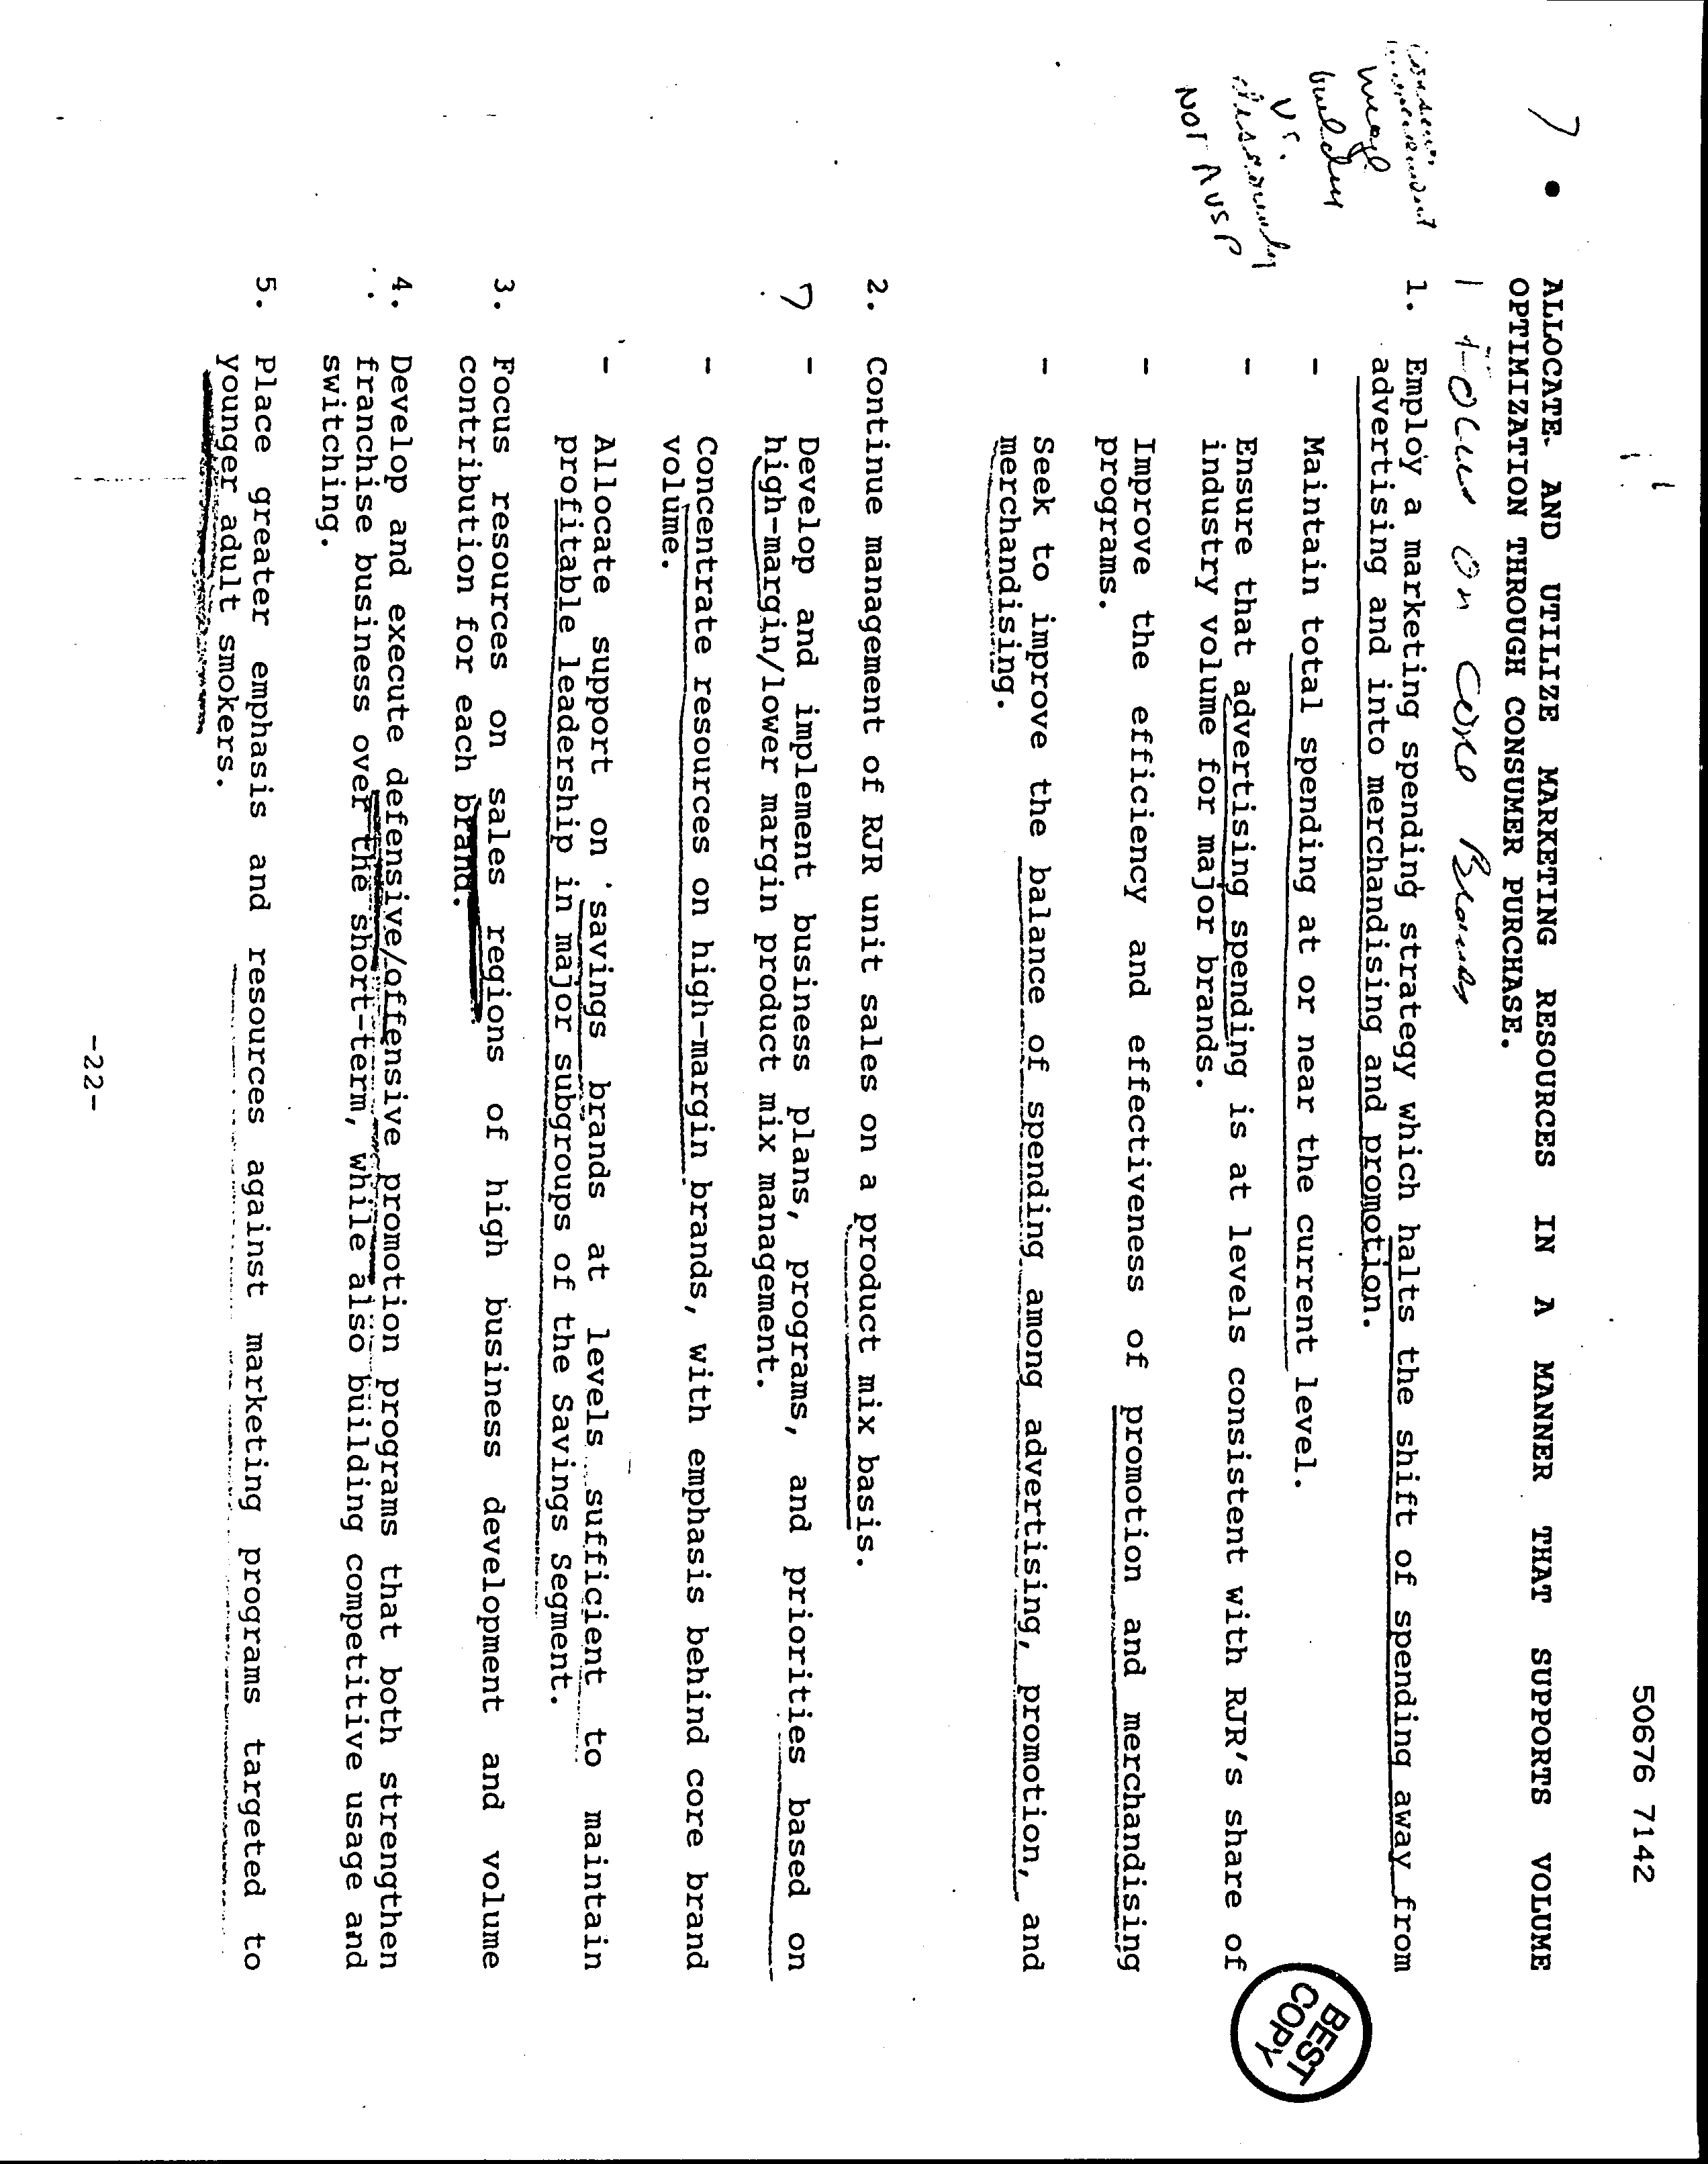 50676 7142
7 • ALLOCATE AND UTILIZE MARKETING RESOURCES IN A MANNER THAT SUPPORTS VOLUME
OPTIMIZATION THROUGH CONSUMER PURCHASE.
Focus on Core Brands
image
builder
vs.
NOT AUSP
1. Employ a marketing spending strategy which halts the shift of spending away from
advertising and into merchandising and promotion.
- Maintain total spending at or near the current level.
- Ensure that advertising spending is at levels consistent with RJR's share of
industry volume for major brands.
- Improve the efficiency and effectiveness of promotion and merchandising
programs.
- Seek to improve the balance of spending among advertising, promotion, and
merchandising.
2. Continue management of RJR unit sales on a product mix basis.
7 - Develop and implement business plans, programs, and priorities based on
high-margin/lower margin product mix management.
- Concentrate resources on high-margin brands, with emphasis behind core brand
volume.
- Allocate support on savings brands at levels sufficient to maintain
profitable leadership in major subgroups of the Savings Segment.
3. Focus resources on sales regions of high business development and volume
contribution for each brand.
4. Develop and execute defensive/offensive promotion programs that both strengthen
franchise business over the short-term, while also building competitive usage and
switching.
5. Place greater emphasis and resources against marketing programs targeted to
younger adult smokers.
-22-
BEST
COPY